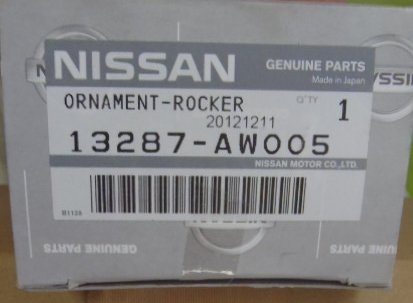 NISSAN
GENUINE PARTS
Made in Japan
ORNAMENT-ROCKER
Q'TY 1
20121211
13287-AW005
NISSAN MOTOR CO.,LTD.
R1128
GENUINE PARTS
GENUINE PARTS